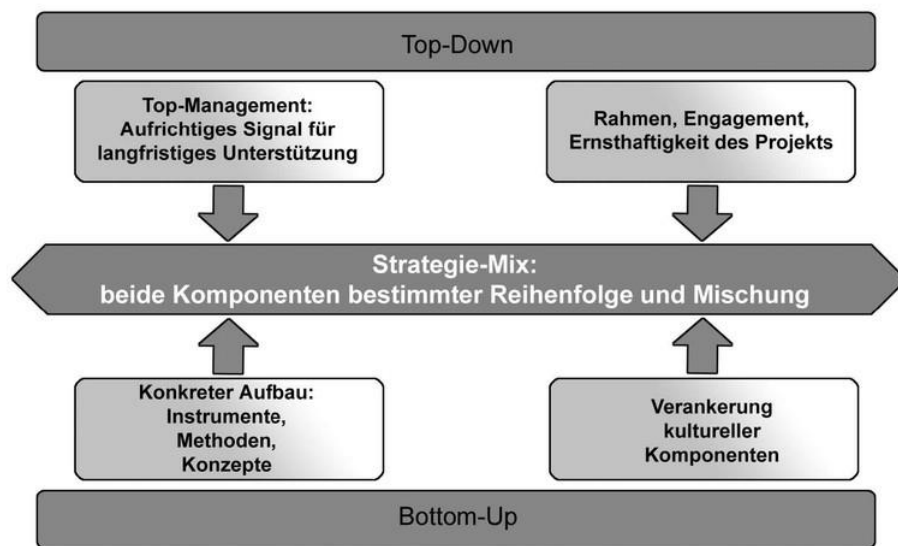 Top-Down
Top-Management:
Aufrichtiges Signal für
langfristiges Unterstützung
Rahmen, Engagement,
Ernsthaftigkeit des Projekts
Strategie-Mix:
beide Komponenten bestimmter Reihenfolge und Mischung
Konkreter Aufbau:
Instrumente,
Methoden,
Konzepte
Verankerung
kultureller
Komponenten
Bottom-Up